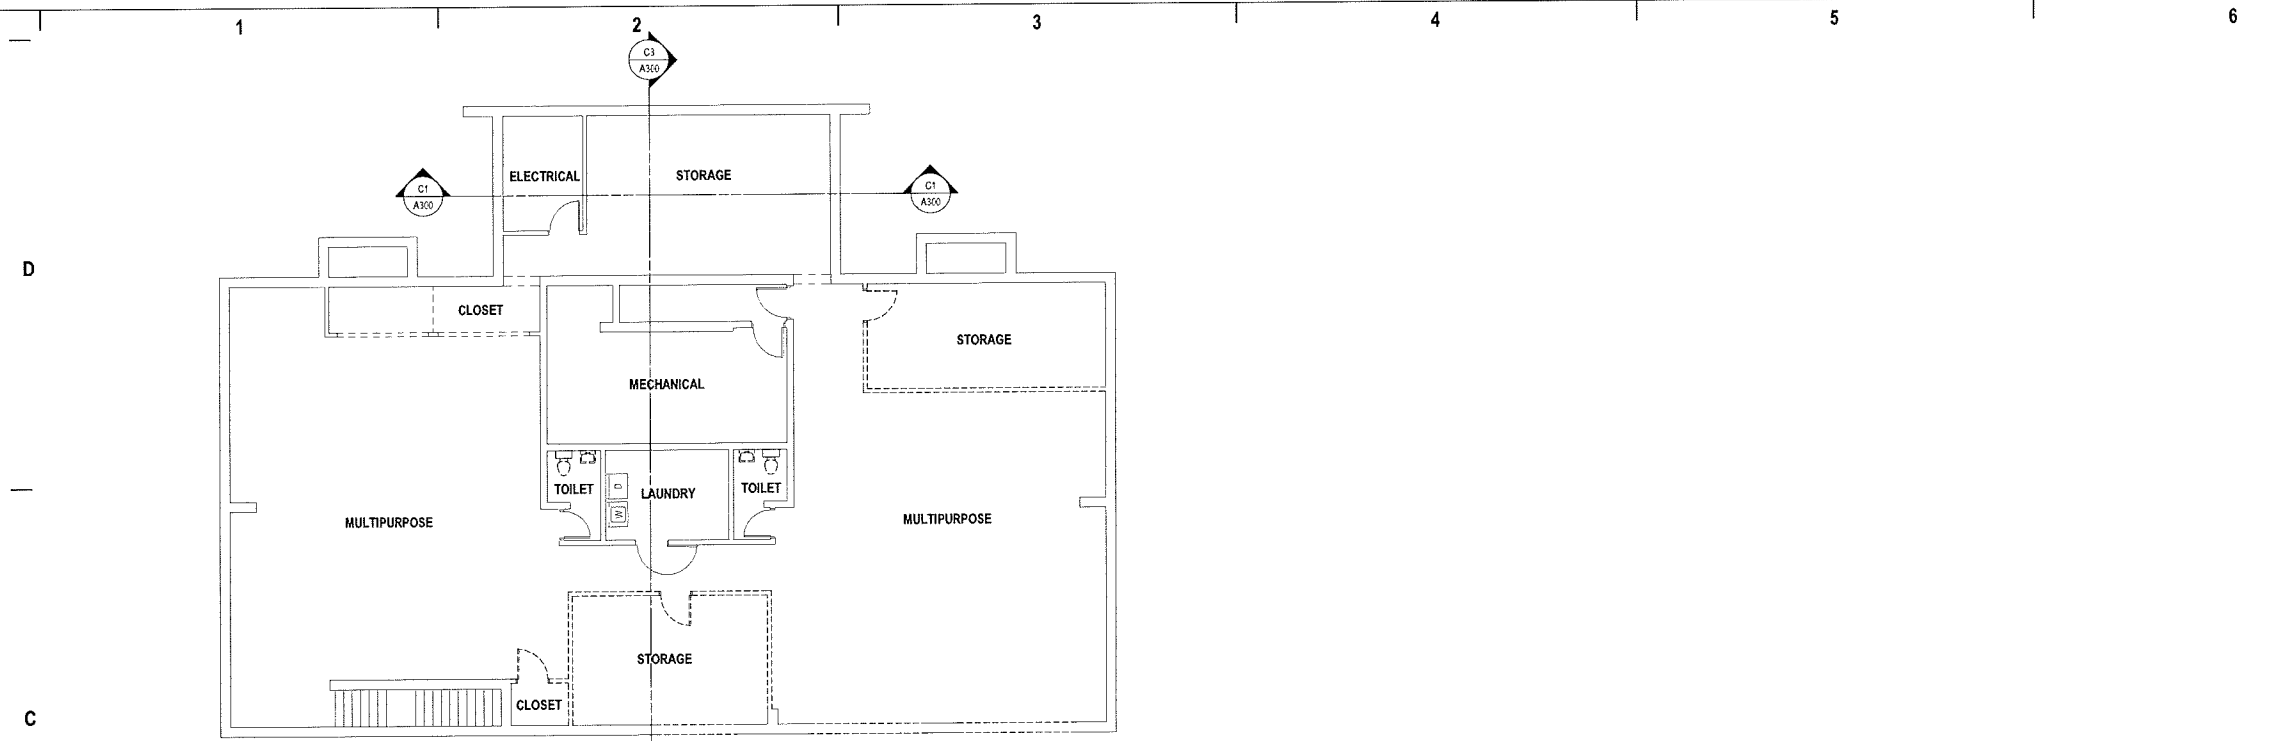 1 2 3 4 5 6
C3
A300
ELECTRICAL STORAGE
C1
A300
C1
A300
D
CLOSET
STORAGE
MECHANICAL
TOILET
D
LAUNDRY
TOILET
W
MULTIPURPOSE
MULTIPURPOSE
STORAGE
CLOSET
C